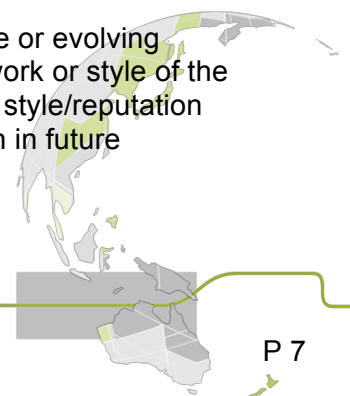 e or evolving
work or style of the
style/reputation
n in future
P 7